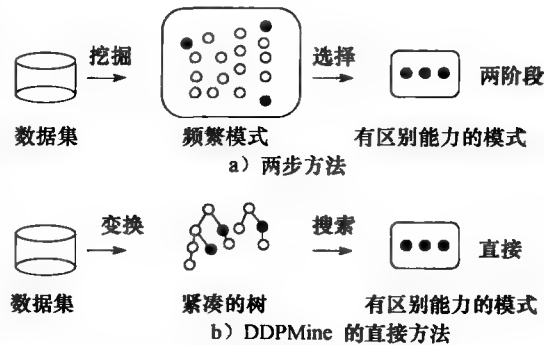 挖掘
选择
两阶段
数据集
频繁模式
有区别能力的模式
a）两步方法
变换
搜索
直接
数据集
紧凑的树
有区别能力的模式
b）DDPMine 的直接方法